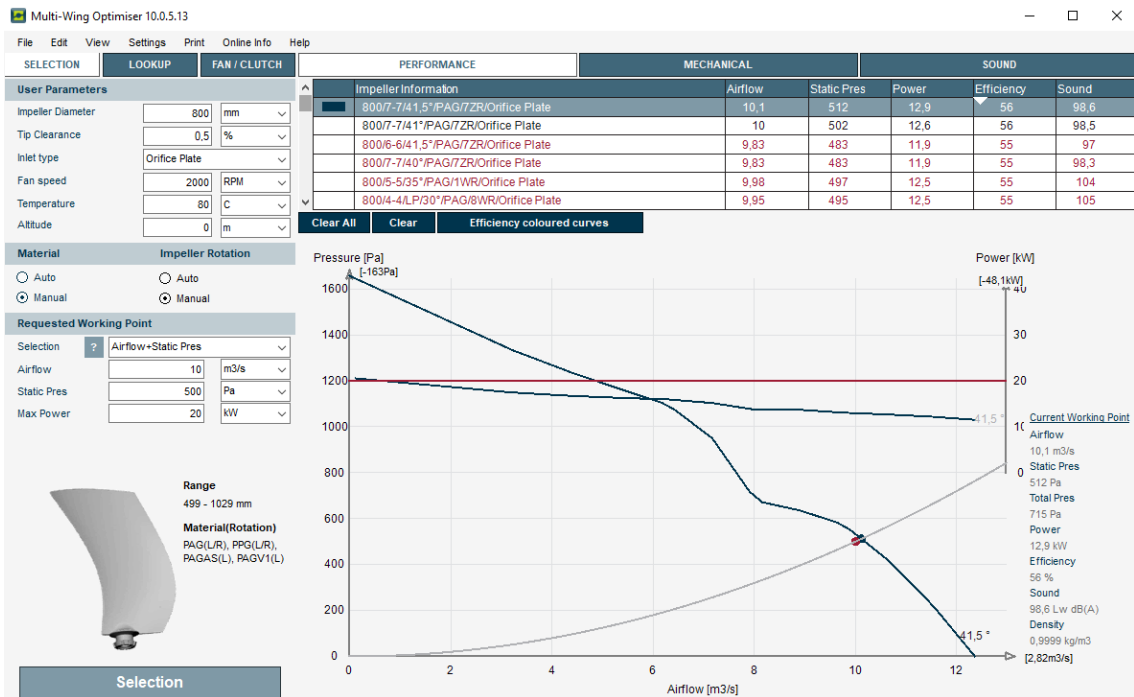 Multi-Wing Optimiser 10.0.5.13
File Edit View Settings Print Online Info Help
SELECTION LOOKUP FAN / CLUTCH PERFORMANCE MECHANICAL SOUND
User Parameters
Impeller Diameter 800 mm
Tip Clearance 0,5 %
Inlet type Orifice Plate
Fan speed 2000 RPM
Temperature 80 C
Altitude 0 m
Material Impeller Rotation
Auto Auto
Manual Manual
Requested Working Point
Selection ? Airflow+Static Pres
Airflow 10 m3/s
Static Pres 500 Pa
Max Power 20 kW
Range
499 - 1029 mm
Material(Rotation)
PAG(L/R), PPG(L/R),
PAGAS(L), PAGV1(L)
Selection
Impeller Information Airflow Static Pres Power Efficiency Sound
800/7-7/41,5°/PAG/7ZR/Orifice Plate 10,1 512 12,9 56 98,6
800/7-7/41°/PAG/7ZR/Orifice Plate 10 502 12,6 56 98,5
800/6-6/41,5°/PAG/7ZR/Orifice Plate 9,83 483 11,9 55 97
800/7-7/40°/PAG/7ZR/Orifice Plate 9,83 483 11,9 55 98,3
800/5-5/35°/PAG/1WR/Orifice Plate 9,98 497 12,5 55 104
800/4-4/LP/30°/PAG/8WR/Orifice Plate 9,95 495 12,5 55 105
Clear All Clear Efficiency coloured curves
Pressure [Pa] Power [kW]
[-163Pa] [-48,1kW]
1600 40
1400 30
1200 20
1000 41,5 ° 10
800 0
600
400
200 41,5 °
0 [2,82m3/s]
0 2 4 6 8 10 12
Airflow [m3/s]
Current Working Point
Airflow
10,1 m3/s
Static Pres
512 Pa
Total Pres
715 Pa
Power
12,9 kW
Efficiency
56 %
Sound
98,6 Lw dB(A)
Density
0,9999 kg/m3